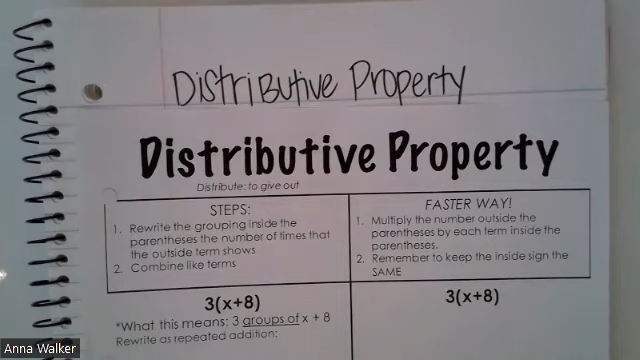 Distributive Property
Distributive Property
Distribute: to give out
STEPS:
1. Rewrite the grouping inside the
parentheses the number of times that
the outside term shows
2. Combine like terms
FASTER WAY!
1. Multiply the number outside the
parentheses by each term inside the
parentheses.
2. Remember to keep the inside sign the
SAME
3(x+8)
*What this means: 3 groups of x + 8
Rewrite as repeated addition:
3(x+8)
Anna Walker